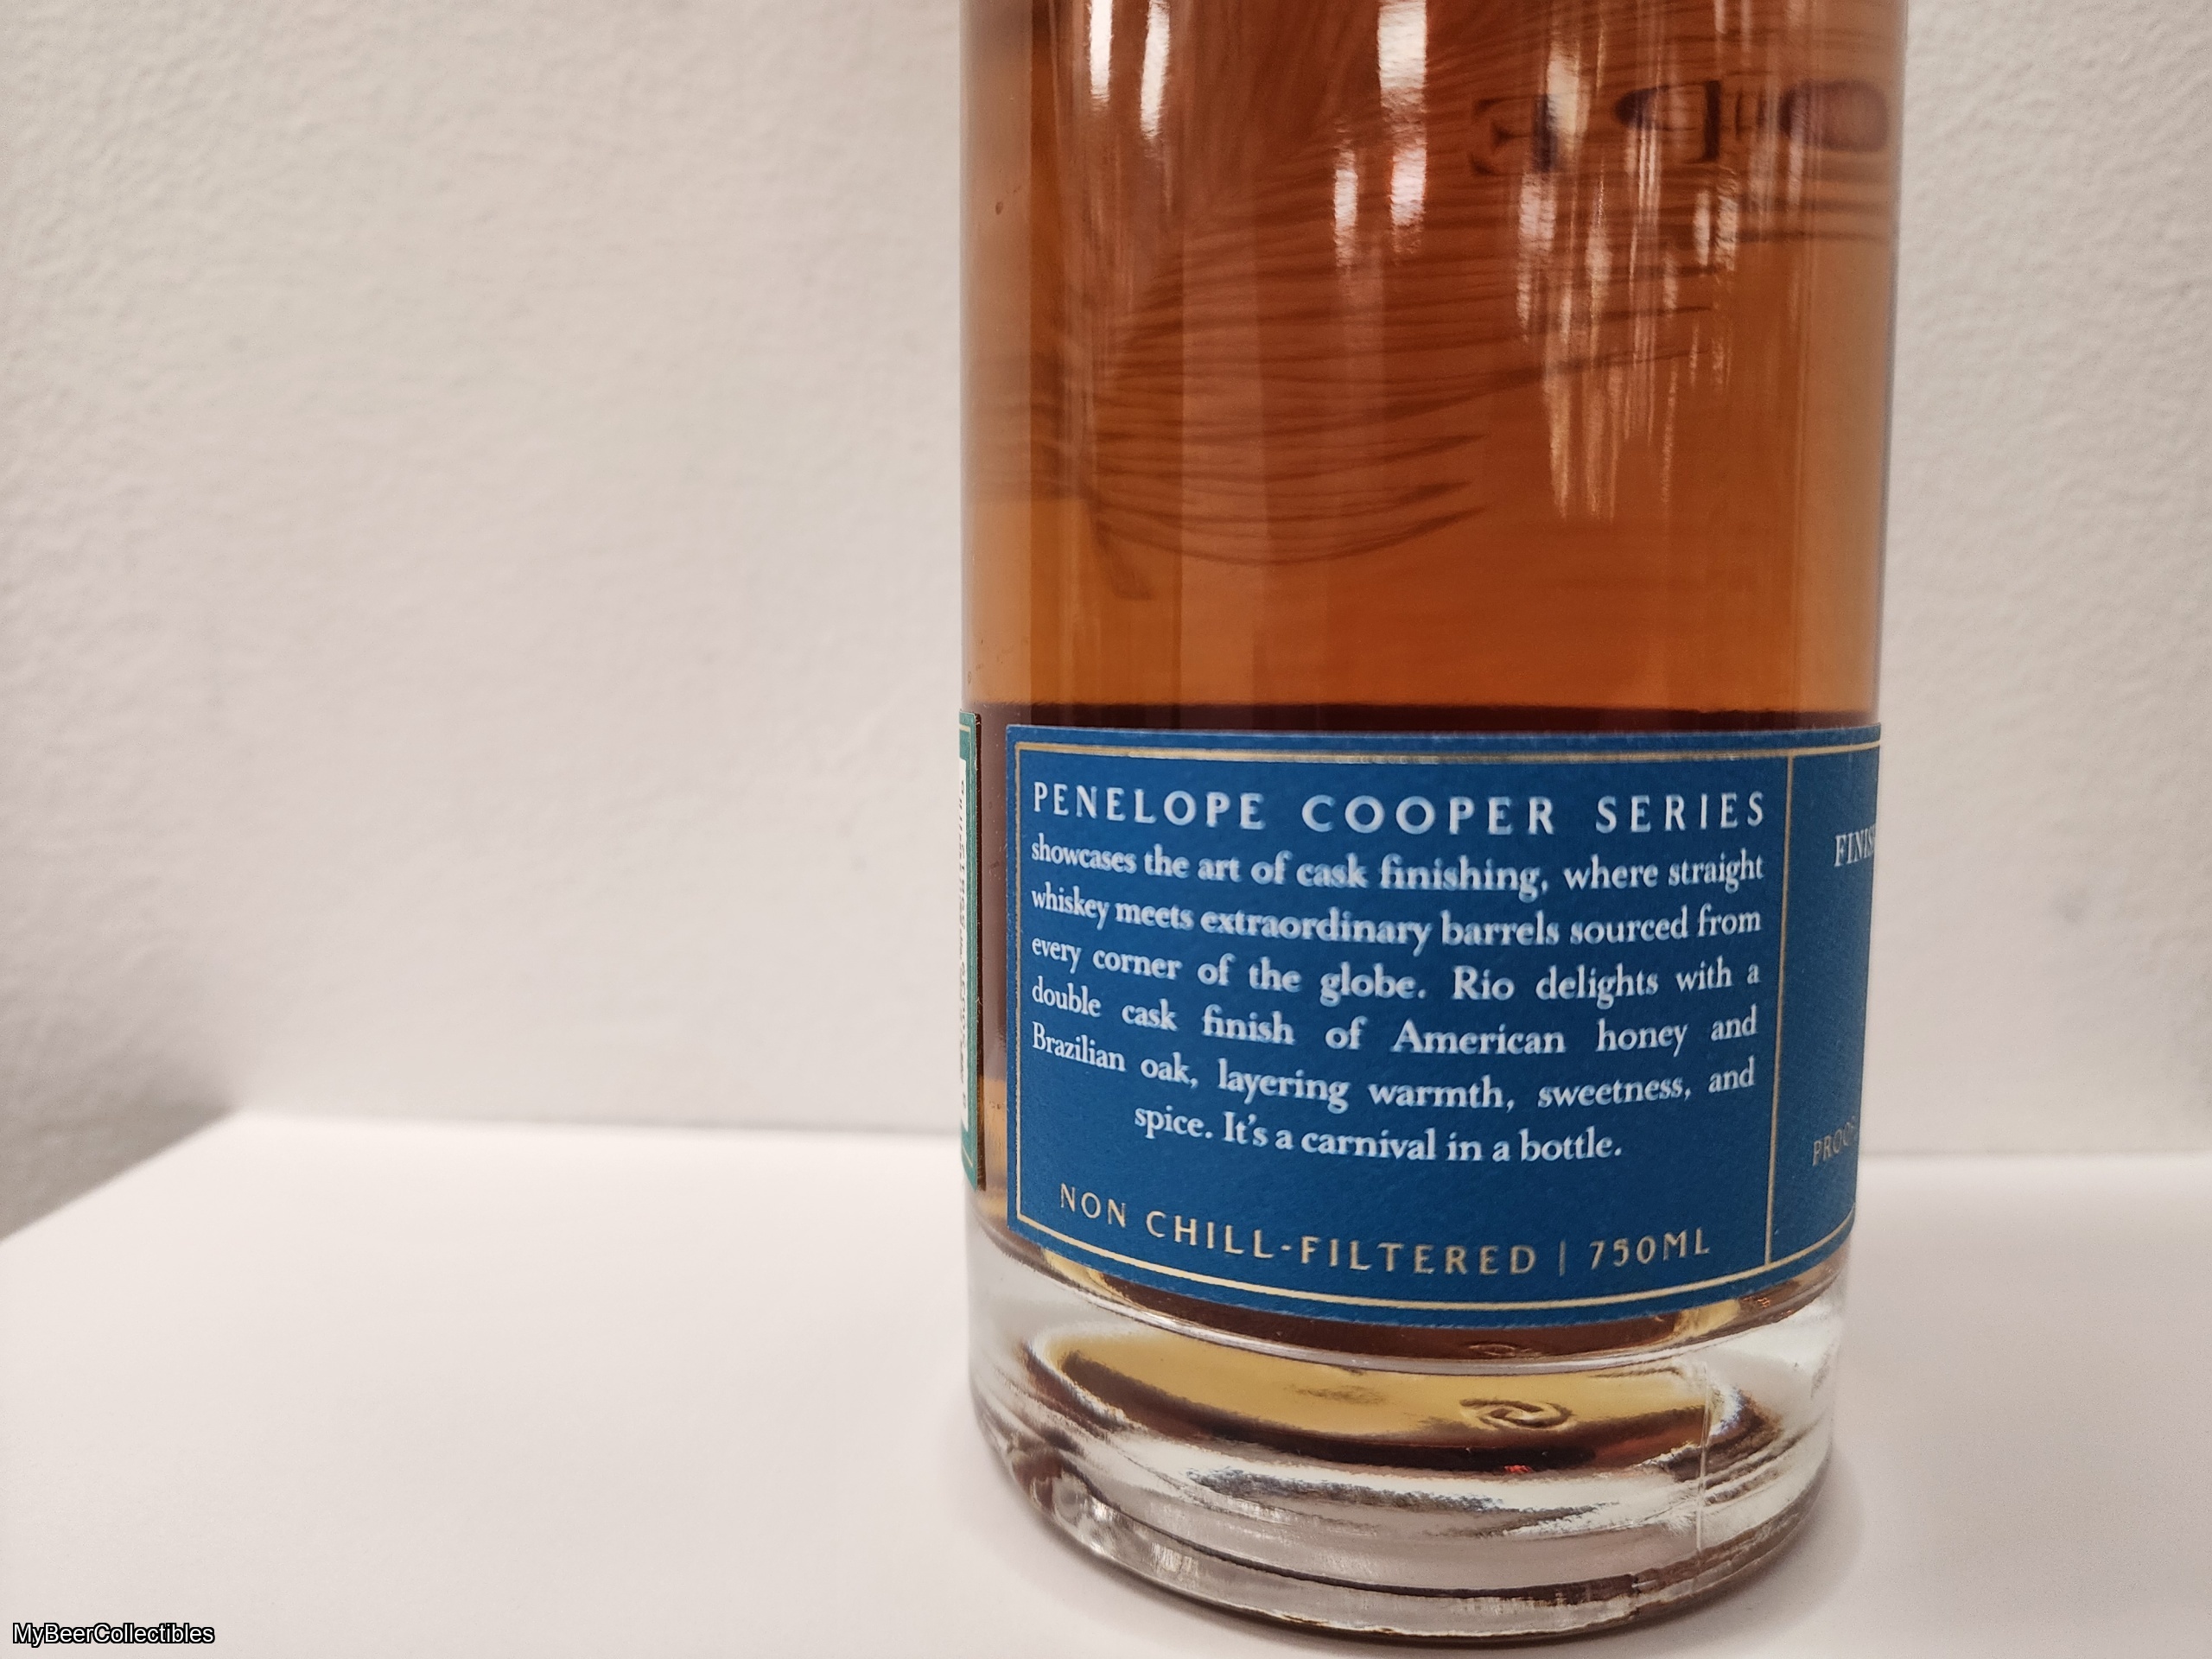 PENELOPE COOPER SERIES
showcases the art of cask finishing, where straight
whiskey meets extraordinary barrels sourced from
every corner of the globe. Rio delights with a
double cask finish of American honey and
Brazilian oak, layering warmth, sweetness, and
spice. It's a carnival in a bottle.
NON CHILL-FILTERED | 750ML
MyBeerCollectibles